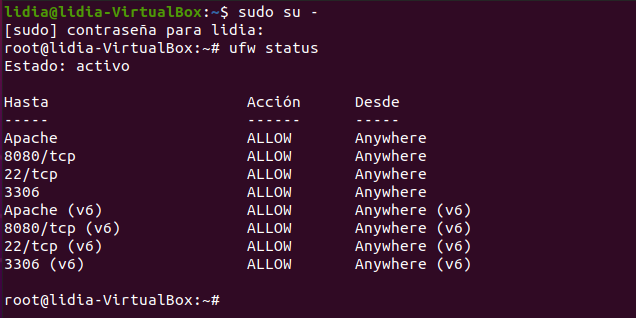 lidia@lidia-VirtualBox:~$ sudo su -
[sudo] contraseña para lidia:
root@lidia-VirtualBox:~# ufw status
Estado: activo
Hasta                      Acción      Desde
-----                      ------      -----
Apache                     ALLOW       Anywhere
8080/tcp                   ALLOW       Anywhere
22/tcp                     ALLOW       Anywhere
3306                       ALLOW       Anywhere
Apache (v6)                ALLOW       Anywhere (v6)
8080/tcp (v6)              ALLOW       Anywhere (v6)
22/tcp (v6)                ALLOW       Anywhere (v6)
3306 (v6)                  ALLOW       Anywhere (v6)
root@lidia-VirtualBox:~#